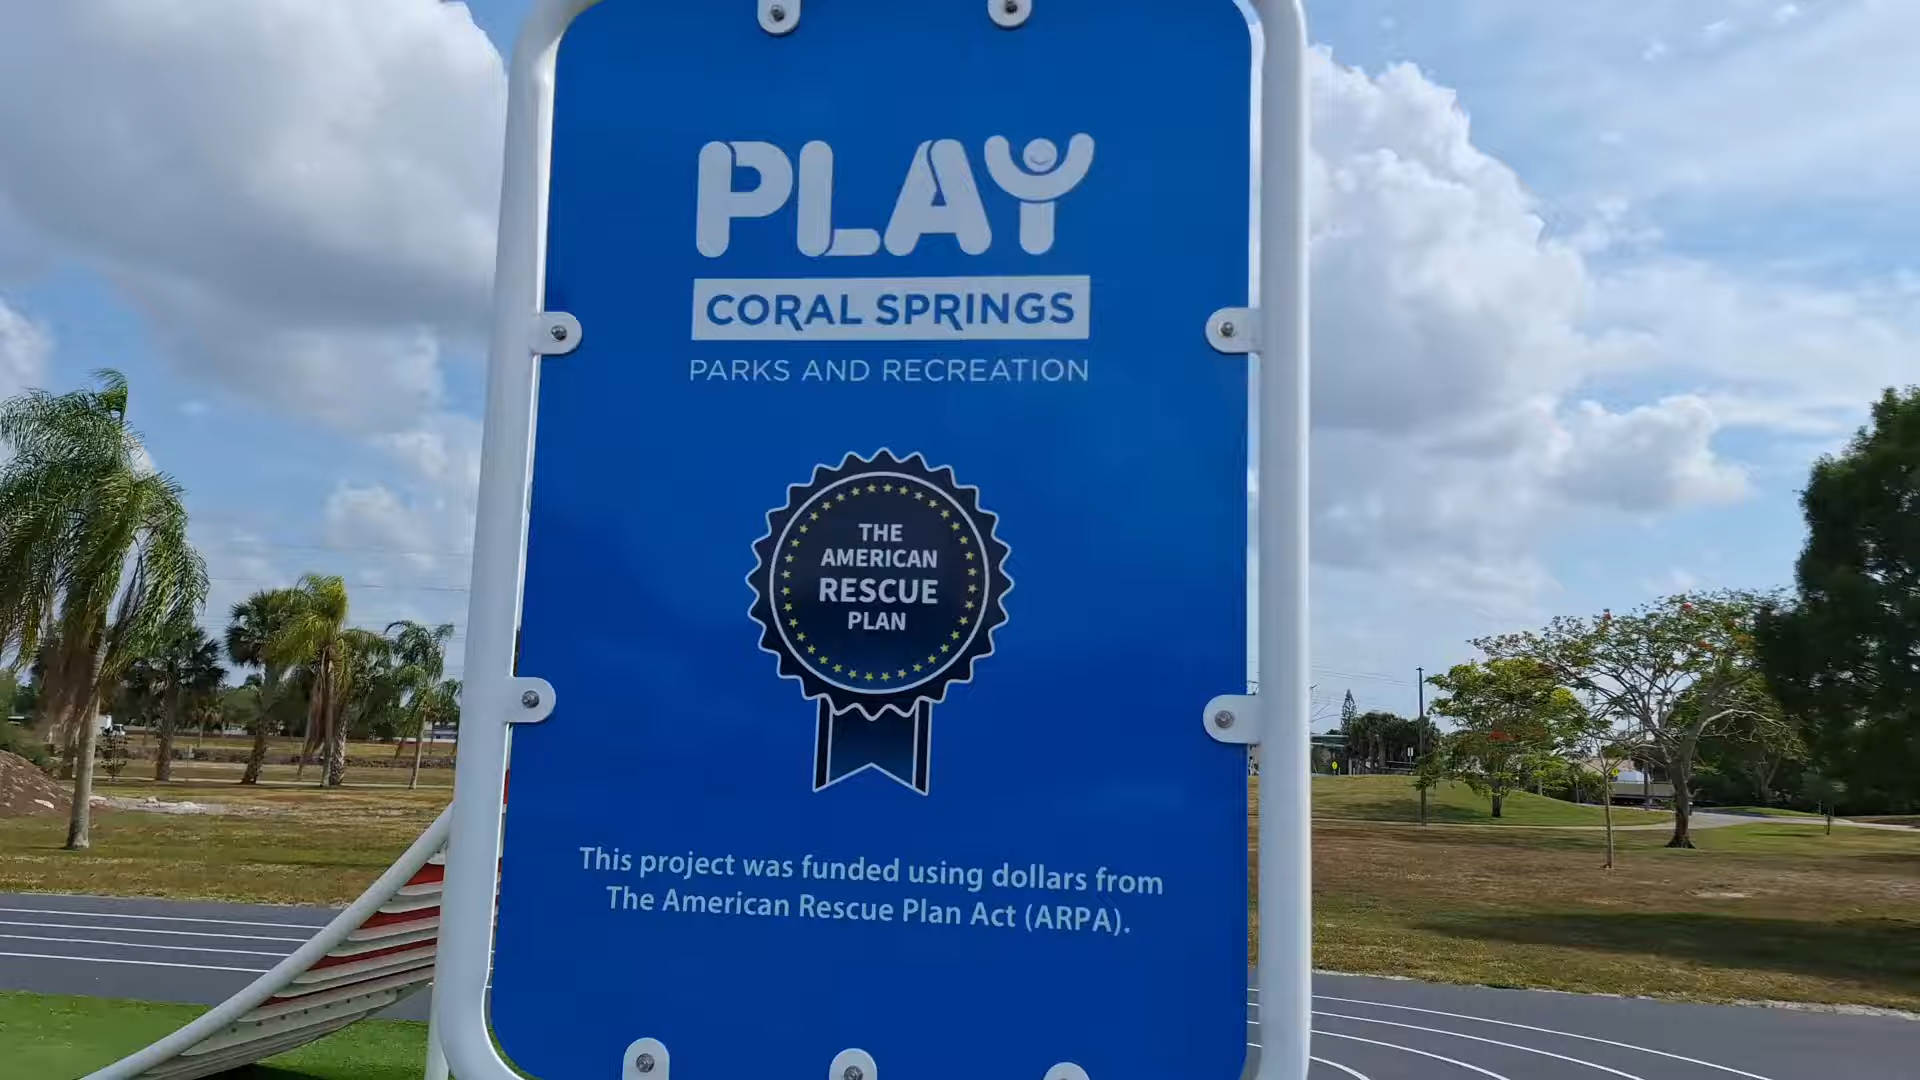 PLAY
CORAL SPRINGS
PARKS AND RECREATION
THE
AMERICAN
RESCUE
PLAN
This project was funded using dollars from
The American Rescue Plan Act (ARPA).